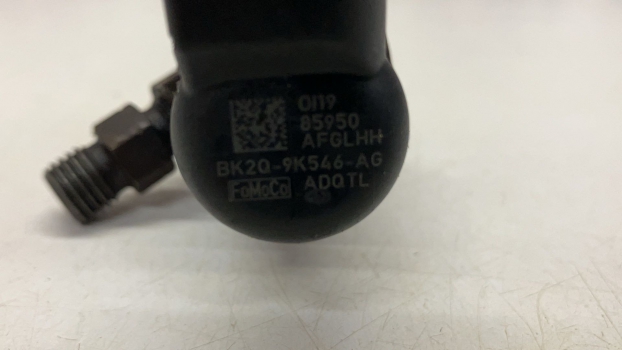 0119
85950
AFGLHH
BK2Q-9K546-AG
FoMoCo ADQTL